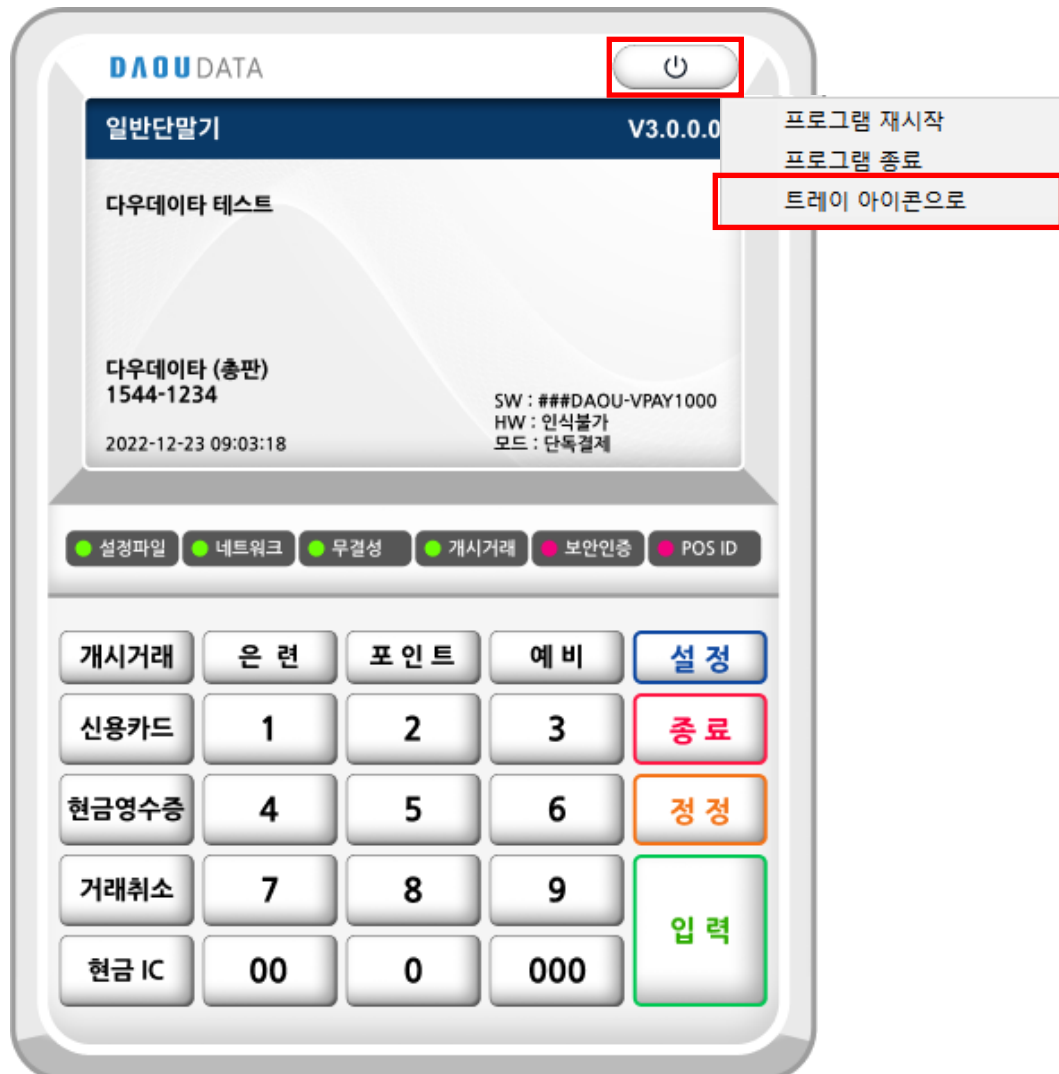 DAOUDATA
일반단말기 V3.0.0.0
프로그램 재시작
프로그램 종료
트레이 아이콘으로
다우데이타 테스트
다우데이타 (총판)
1544-1234
2022-12-23 09:03:18
SW : ###DAOU-VPAY1000
HW : 인식불가
모드 : 단독결제
설정파일 네트워크 무결성 개시거래 보안인증 POS ID
개시거래 은 련 포 인 트 예 비 설 정
신용카드 1 2 3 종 료
현금영수증 4 5 6 정 정
거래취소 7 8 9
입 력
현금 IC 00 0 000